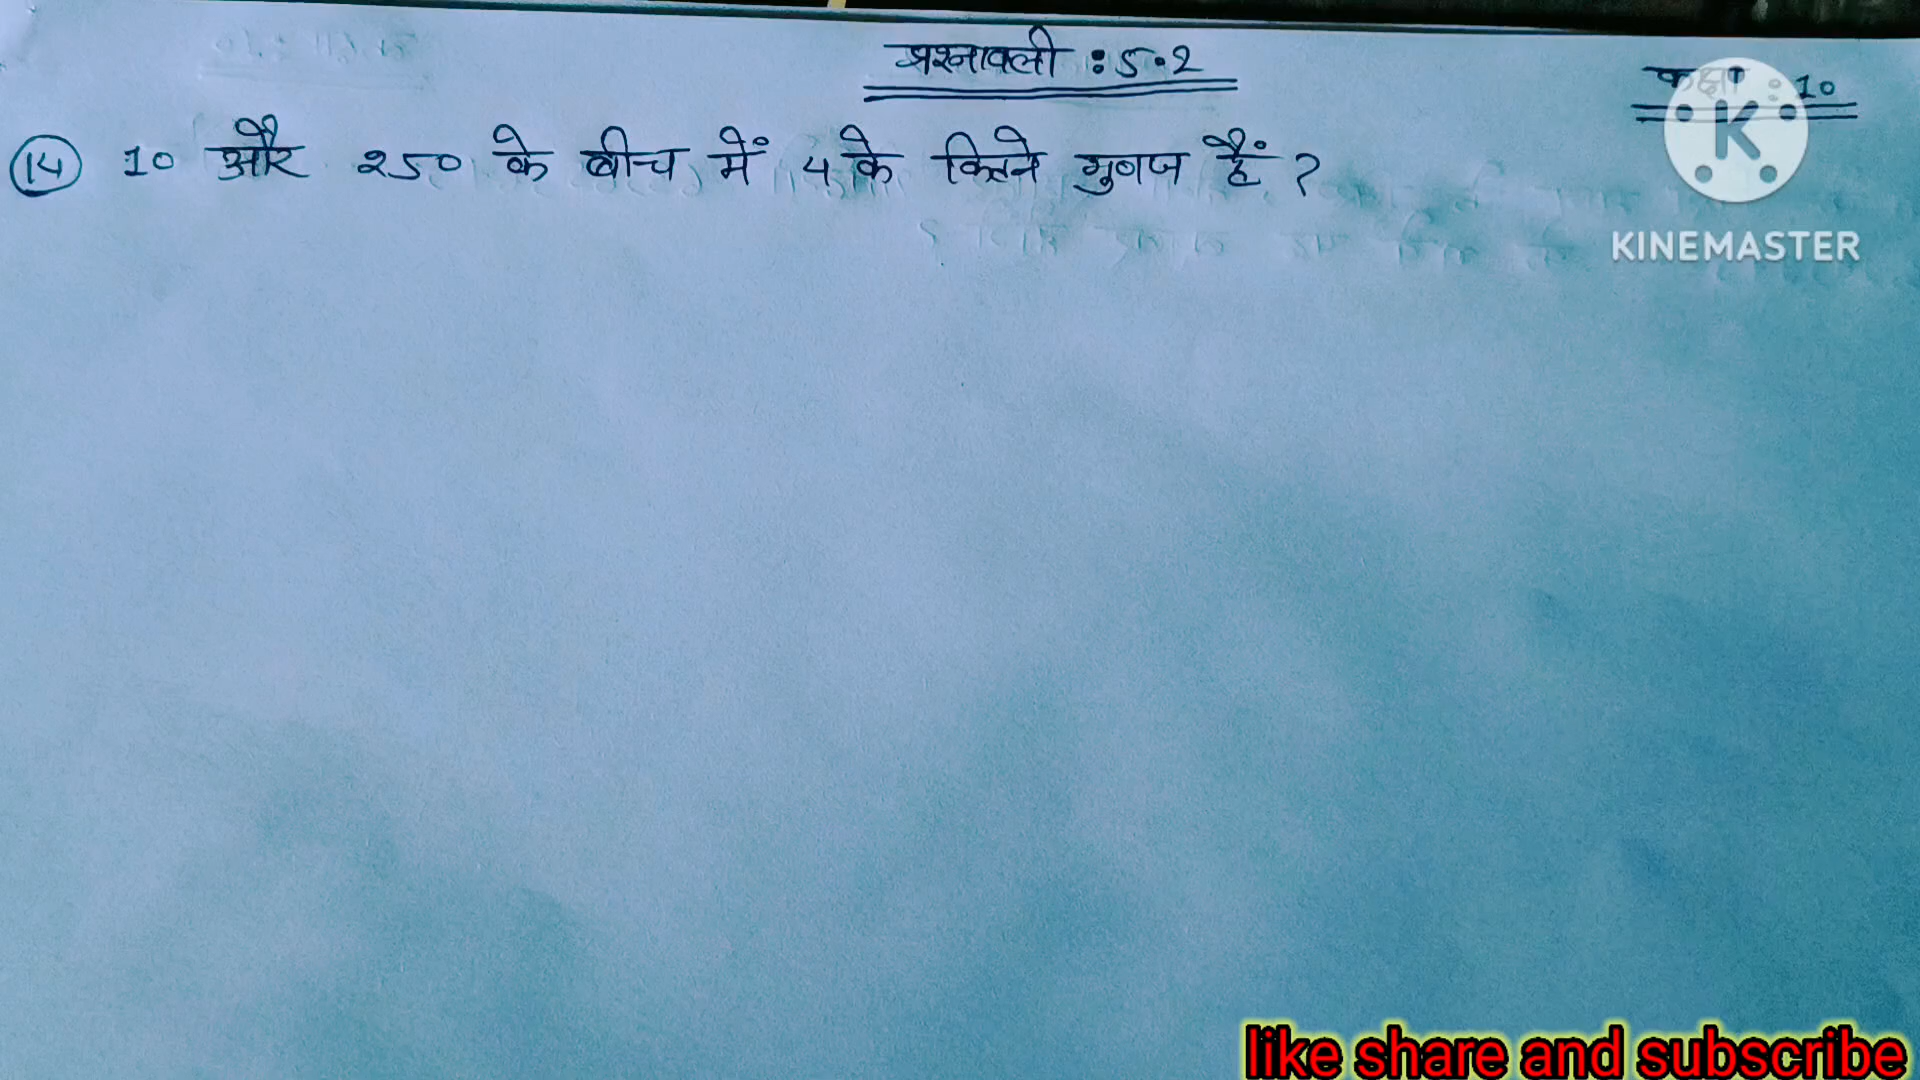 प्रश्नावली : 5.2
कक्षा : 10
14 10 और 250 के बीच में 4 के कितने गुणज हैं ?
K
KINEMASTER
like share and subscribe